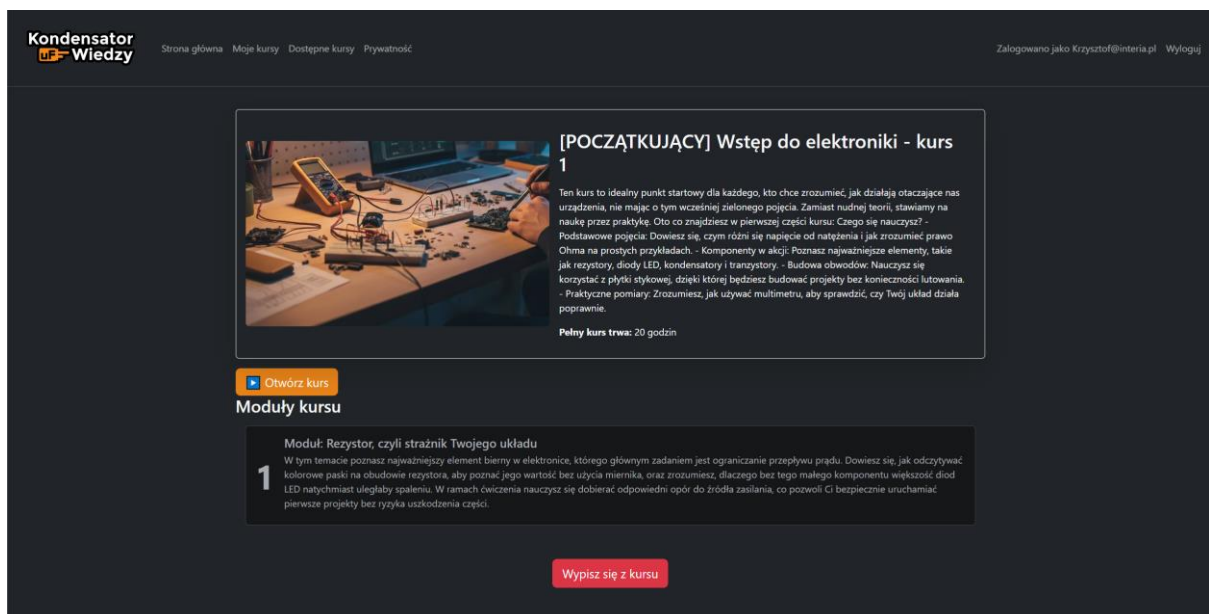 Kondensator
uF Wiedzy
Strona główna Moje kursy Dostępne kursy Prywatność
Zalogowano jako Krzysztof@interia.pl Wyloguj
[POCZĄTKUJĄCY] Wstęp do elektroniki - kurs
1
Ten kurs to idealny punkt startowy dla każdego, kto chce zrozumieć, jak działają otaczające nas
urządzenia, nie mając o tym wcześniej zielonego pojęcia. Zamiast nudnej teorii, stawiamy na
naukę przez praktykę. Oto co znajdziesz w pierwszej części kursu: Czego się nauczysz? -
Podstawowe pojęcia: Dowiesz się, czym różni się napięcie od natężenia i jak zrozumieć prawo
Ohma na prostych przykładach. - Komponenty w akcji: Poznasz najważniejsze elementy, takie
jak rezystory, diody LED, kondensatory i tranzystory. - Budowa obwodów: Nauczysz się
korzystać z płytki stykowej, dzięki której będziesz budować projekty bez konieczności lutowania.
- Praktyczne pomiary: Zrozumiesz, jak używać multimetru, aby sprawdzić, czy Twój układ działa
poprawnie.
Pełny kurs trwa: 20 godzin
Otwórz kurs
Moduły kursu
1
Moduł: Rezystor, czyli strażnik Twojego układu
W tym temacie poznasz najważniejszy element bierny w elektronice, którego głównym zadaniem jest ograniczanie przepływu prądu. Dowiesz się, jak odczytywać
kolorowe paski na obudowie rezystora, aby poznać jego wartość bez użycia miernika, oraz zrozumiesz, dlaczego bez tego małego komponentu większość diod
LED natychmiast uległaby spaleniu. W ramach ćwiczenia nauczysz się dobierać odpowiedni opór do źródła zasilania, co pozwoli Ci bezpiecznie uruchamiać
pierwsze projekty bez ryzyka uszkodzenia części.
Wypisz się z kursu